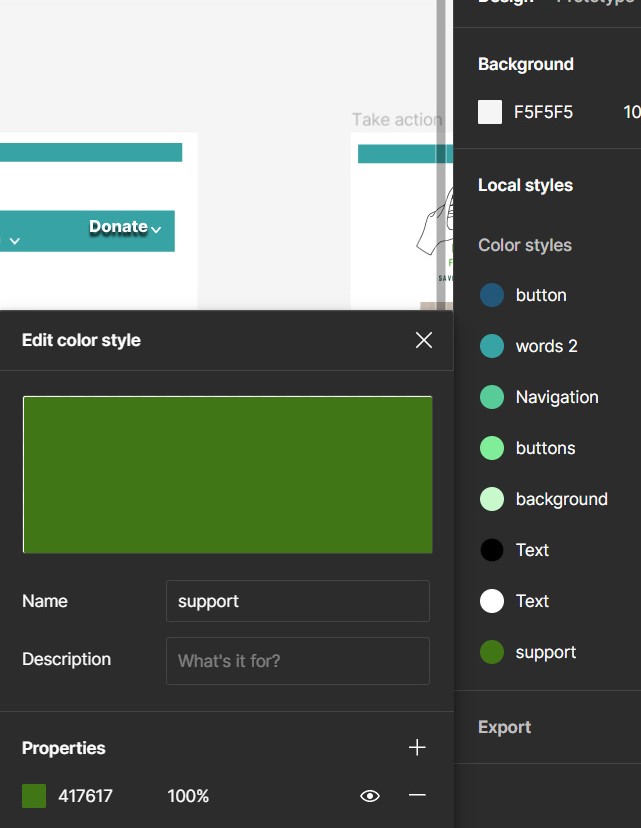 Design Prototype
Background
F5F5F5 10
Take action
Local styles
Donate
Color styles
button
words 2
Navigation
buttons
background
Text
Text
support
Export
Edit color style
Name
support
Description
What's it for?
Properties
417617 100%